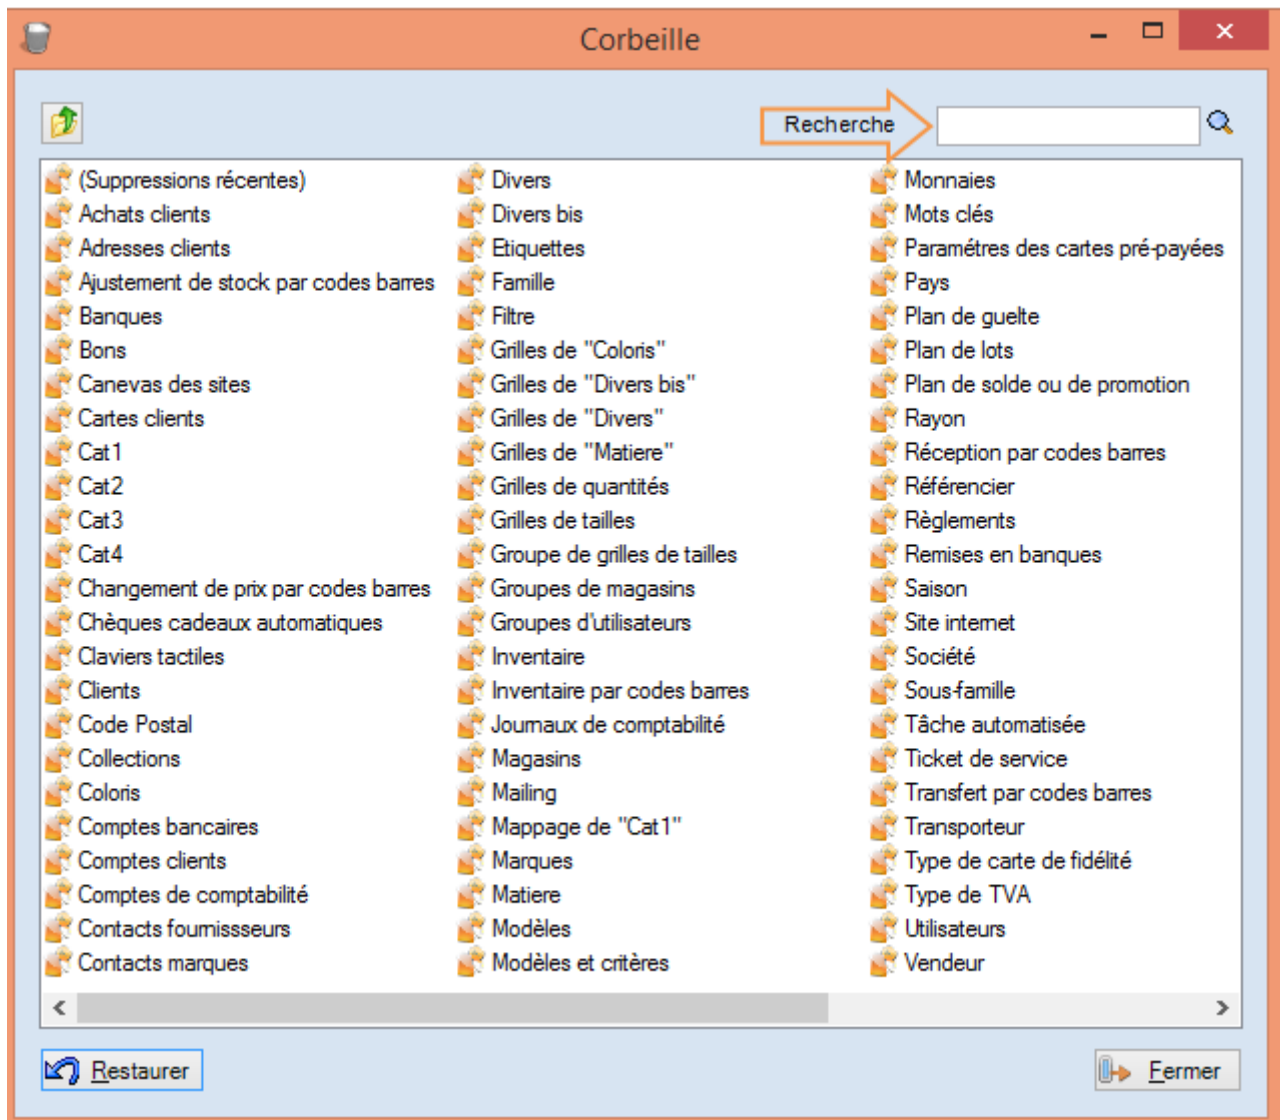 Corbeille
Recherche
(Suppressions récentes)
Achats clients
Adresses clients
Ajustement de stock par codes barres
Banques
Bons
Canevas des sites
Cartes clients
Cat1
Cat2
Cat3
Cat4
Changement de prix par codes barres
Chèques cadeaux automatiques
Claviers tactiles
Clients
Code Postal
Collections
Coloris
Comptes bancaires
Comptes clients
Comptes de comptabilité
Contacts fournissseurs
Contacts marques
Divers
Divers bis
Etiquettes
Famille
Filtre
Grilles de "Coloris"
Grilles de "Divers bis"
Grilles de "Divers"
Grilles de "Matiere"
Grilles de quantités
Grilles de tailles
Groupe de grilles de tailles
Groupes de magasins
Groupes d'utilisateurs
Inventaire
Inventaire par codes barres
Journaux de comptabilité
Magasins
Mailing
Mappage de "Cat1"
Marques
Matiere
Modèles
Modèles et critères
Monnaies
Mots clés
Paramétres des cartes pré-payées
Pays
Plan de guelte
Plan de lots
Plan de solde ou de promotion
Rayon
Réception par codes barres
Référencier
Règlements
Remises en banques
Saison
Site internet
Société
Sous-famille
Tâche automatisée
Ticket de service
Transfert par codes barres
Transporteur
Type de carte de fidélité
Type de TVA
Utilisateurs
Vendeur
Restaurer
Fermer